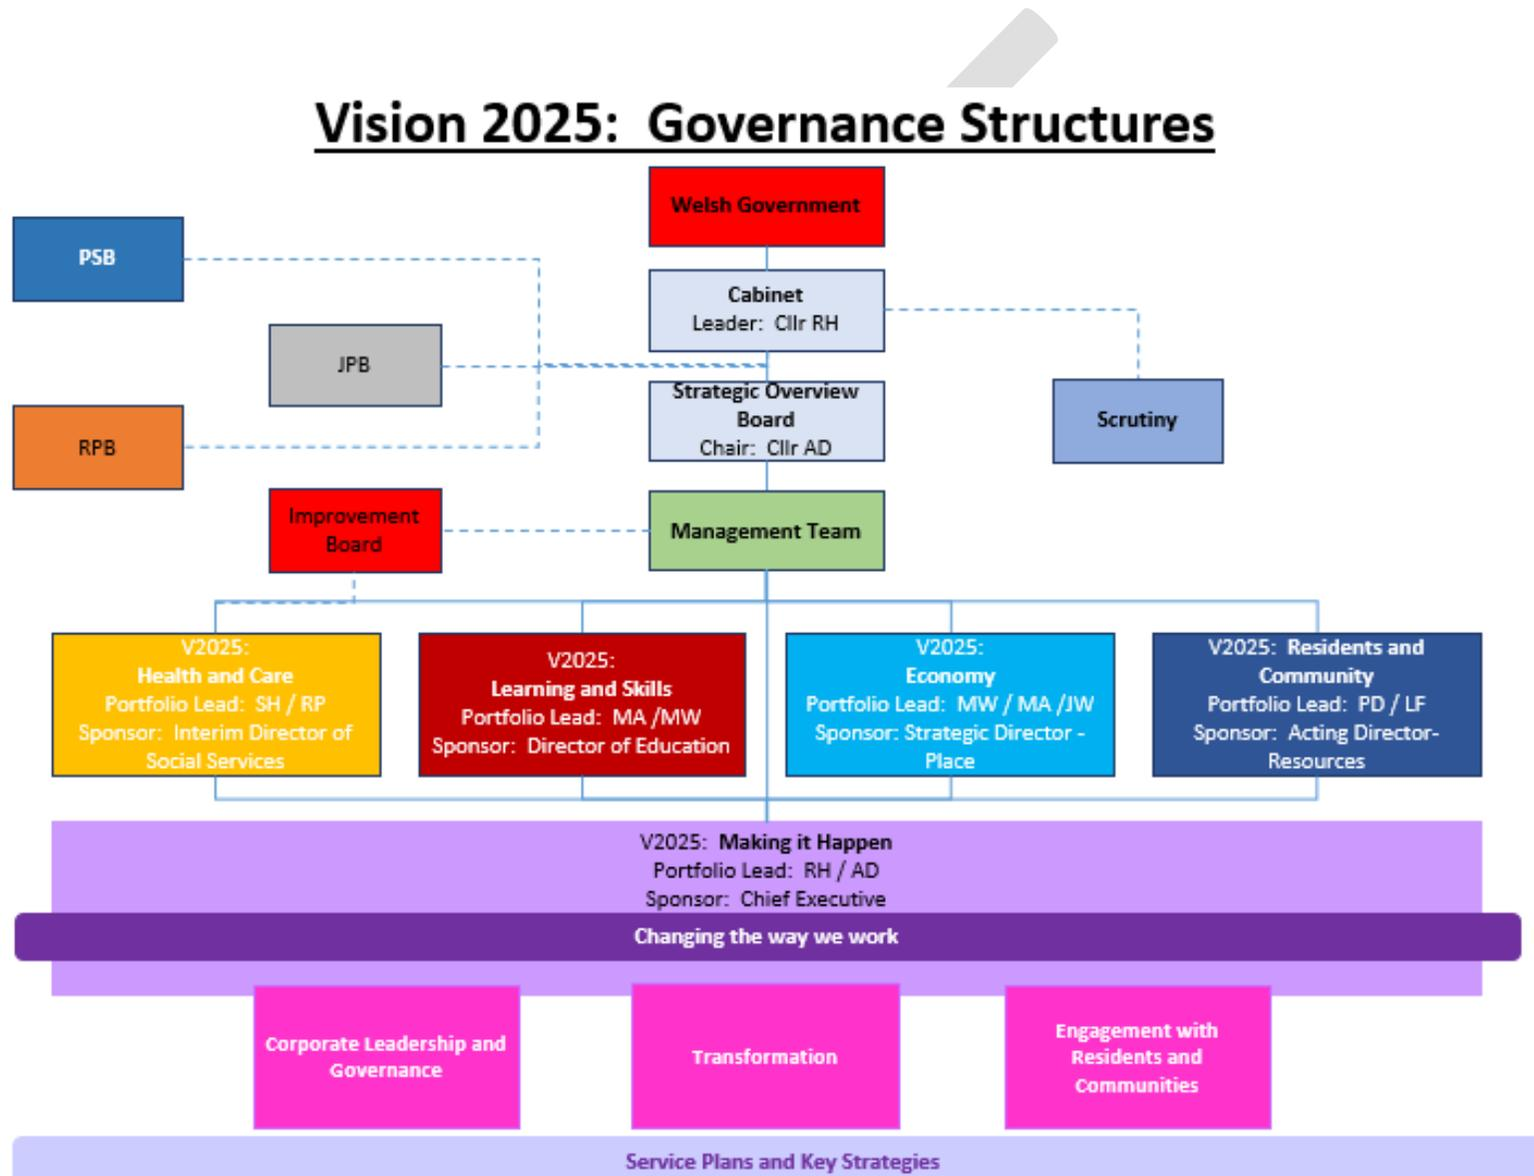 Vision 2025:  Governance Structures
Welsh Government
PSB
Cabinet
Leader:  Cllr RH
JPB
Strategic Overview
Board
Chair:  Cllr AD
Scrutiny
RPB
Improvement
Board
Management Team
V2025:
Health and Care
Portfolio Lead:  SH / RP
Sponsor:  Interim Director of
Social Services
V2025:
Learning and Skills
Portfolio Lead:  MA /MW
Sponsor:  Director of Education
V2025:
Economy
Portfolio Lead:  MW / MA /JW
Sponsor: Strategic Director -
Place
V2025:  Residents and
Community
Portfolio Lead:  PD / LF
Sponsor:  Acting Director-
Resources
V2025:  Making it Happen
Portfolio Lead:  RH / AD
Sponsor:  Chief Executive
Changing the way we work
Corporate Leadership and
Governance
Transformation
Engagement with
Residents and
Communities
Service Plans and Key Strategies